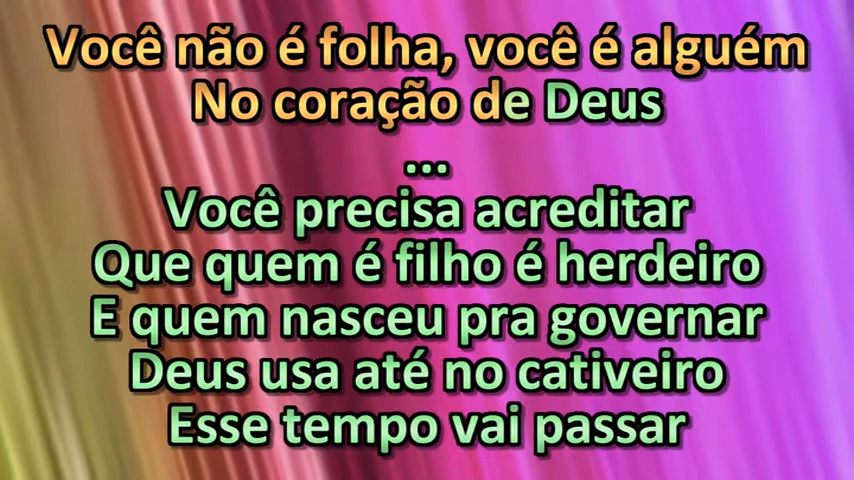 Você não é folha, você é alguém
No coração de Deus
...
Você precisa acreditar
Que quem é filho é herdeiro
E quem nasceu pra governar
Deus usa até no cativeiro
Esse tempo vai passar